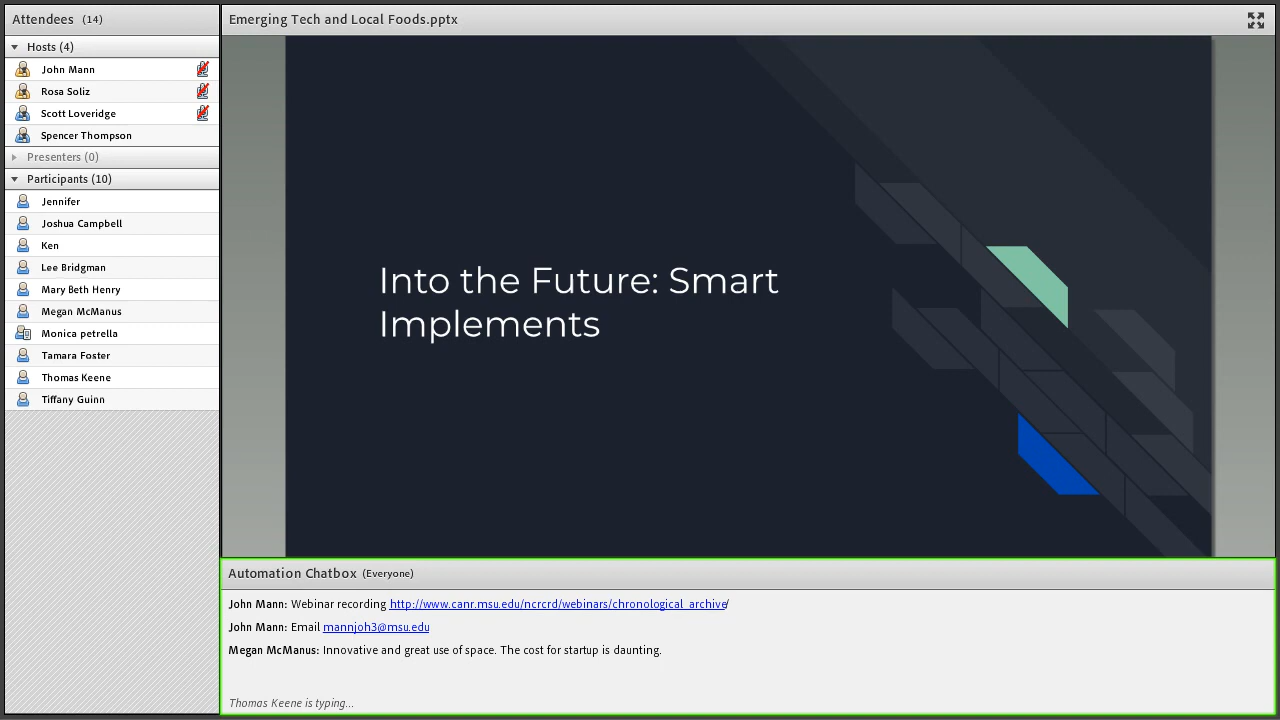 Attendees (14)
Hosts (4)
John Mann
Rosa Soliz
Scott Loveridge
Spencer Thompson
Presenters (0)
Participants (10)
Jennifer
Joshua Campbell
Ken
Lee Bridgman
Mary Beth Henry
Megan McManus
Monica petrella
Tamara Foster
Thomas Keene
Tiffany Guinn
Emerging Tech and Local Foods.pptx
Into the Future: Smart
Implements
Automation Chatbox (Everyone)
John Mann: Webinar recording http://www.canr.msu.edu/ncrcrd/webinars/chronological_archive/
John Mann: Email mannjoh3@msu.edu
Megan McManus: Innovative and great use of space. The cost for startup is daunting.
Thomas Keene is typing...